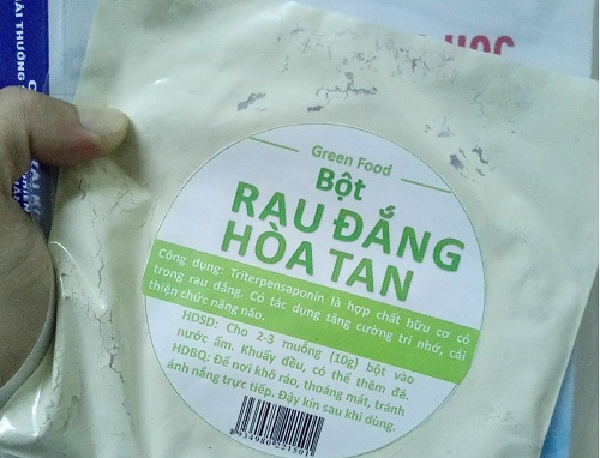 ẢI THƯỜNG
HỌC
Green Food
Bột
RAU ĐẮNG
HÒA TAN
Công dụng: Triterpensaponin là hợp chất hữu cơ có
trong rau đắng. Có tác dụng tăng cường trí nhớ, cải
thiện chức năng não.
HDSD: Cho 2-3 muỗng (10g) bột vào
nước ấm. Khuấy đều, có thể thêm đá.
HDBQ: Để nơi khô ráo, thoáng mát, tránh
ánh nắng trực tiếp. Đậy kín sau khi dùng.